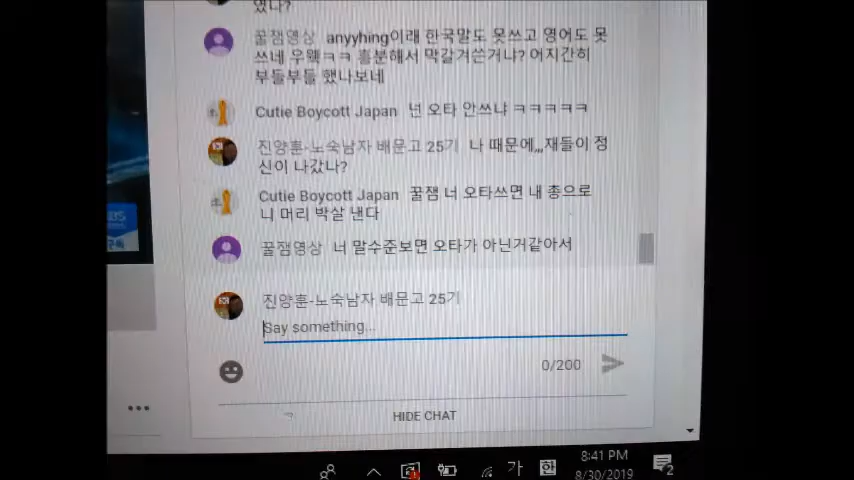 했나?
꿀잼영상 anyyhing이래 한국말도 못쓰고 영어도 못
쓰네 우웩ㅋㅋ 흥분해서 막갈겨쓴거냐? 어지간히
부들부들 했나보네
Cutie Boycott Japan 넌 오타 안쓰냐 ㅋㅋㅋㅋㅋ
진양훈-노숙남자 배문고 25기 나 때문에,,,재들이 정
신이 나갔나?
Cutie Boycott Japan 꿀잼 너 오타쓰면 내 총으로
니 머리 박살 낸다
꿀잼영상 너 말수준보면 오타가 아닌거같아서
진양훈-노숙남자 배문고 25기
Say something...
0/200
HIDE CHAT
구독
가 한
8:41 PM
8/30/2019
2